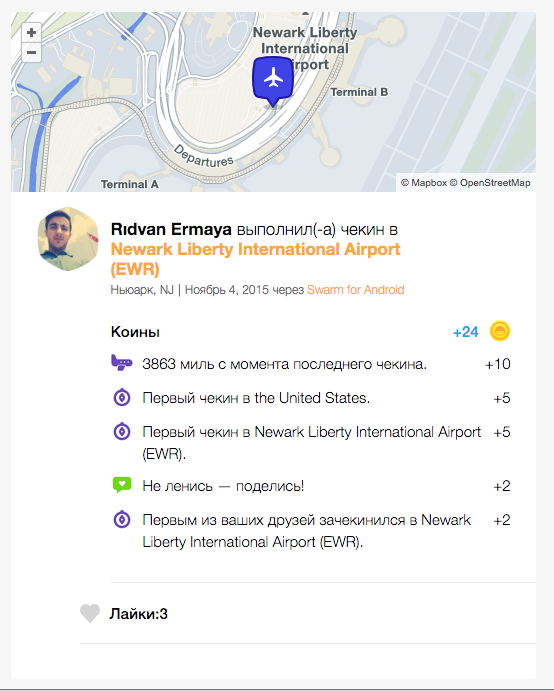 +
−
Newark Liberty
International
rport
Terminal B
Departures
Terminal A
© Mapbox © OpenStreetMap
Rıdvan Ermaya выполнил(-а) чекин в
Newark Liberty International Airport
(EWR)
Ньюарк, NJ | Ноябрь 4, 2015 через Swarm for Android
Коины +24
3863 миль с момента последнего чекина. +10
Первый чекин в the United States. +5
Первый чекин в Newark Liberty International Airport +5
(EWR).
Не ленись — поделись! +2
Первым из ваших друзей зачекинился в Newark +2
Liberty International Airport (EWR).
Лайки:3